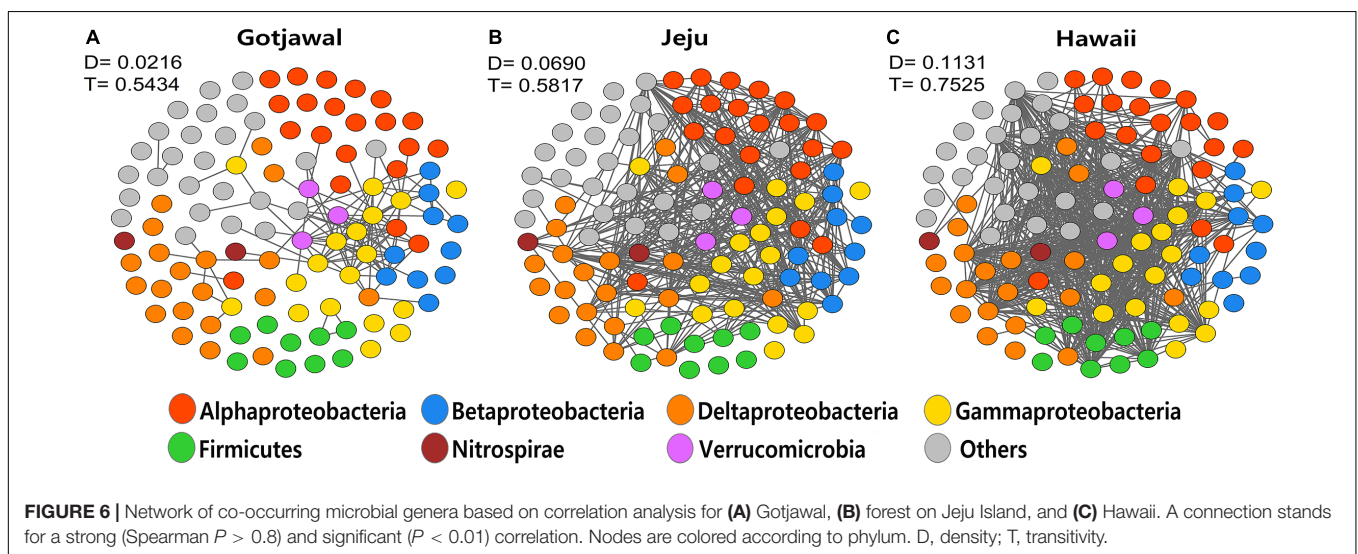 A Gotjawal
D= 0.0216
T= 0.5434
B Jeju
D= 0.0690
T= 0.5817
C Hawaii
D= 0.1131
T= 0.7525
Alphaproteobacteria Betaproteobacteria Deltaproteobacteria Gammaproteobacteria
Firmicutes Nitrospirae Verrucomicrobia Others
FIGURE 6 | Network of co-occurring microbial genera based on correlation analysis for (A) Gotjawal, (B) forest on Jeju Island, and (C) Hawaii. A connection stands
for a strong (Spearman P > 0.8) and significant (P < 0.01) correlation. Nodes are colored according to phylum. D, density; T, transitivity.